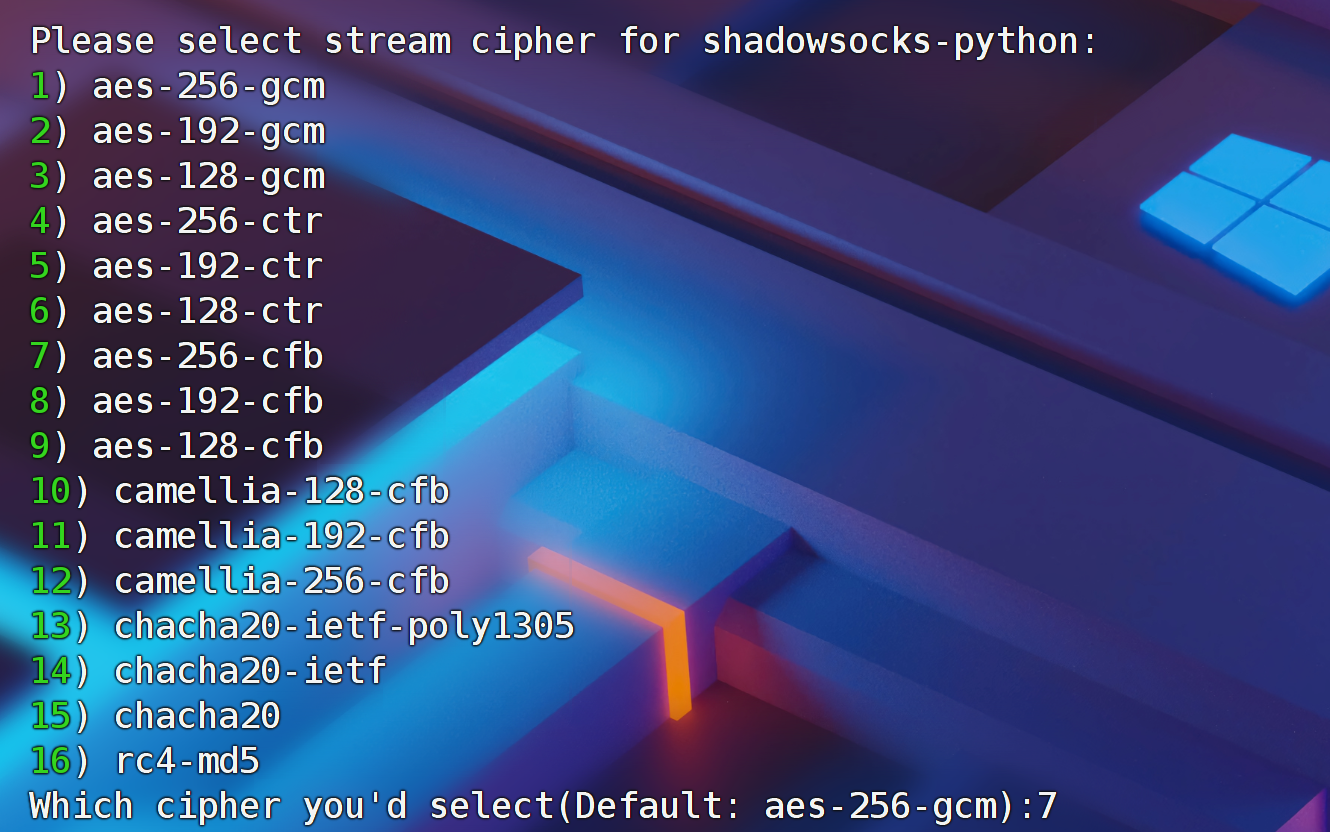 Please select stream cipher for shadowsocks-python:
1) aes-256-gcm
2) aes-192-gcm
3) aes-128-gcm
4) aes-256-ctr
5) aes-192-ctr
6) aes-128-ctr
7) aes-256-cfb
8) aes-192-cfb
9) aes-128-cfb
10) camellia-128-cfb
11) camellia-192-cfb
12) camellia-256-cfb
13) chacha20-ietf-poly1305
14) chacha20-ietf
15) chacha20
16) rc4-md5
Which cipher you'd select(Default: aes-256-gcm):7